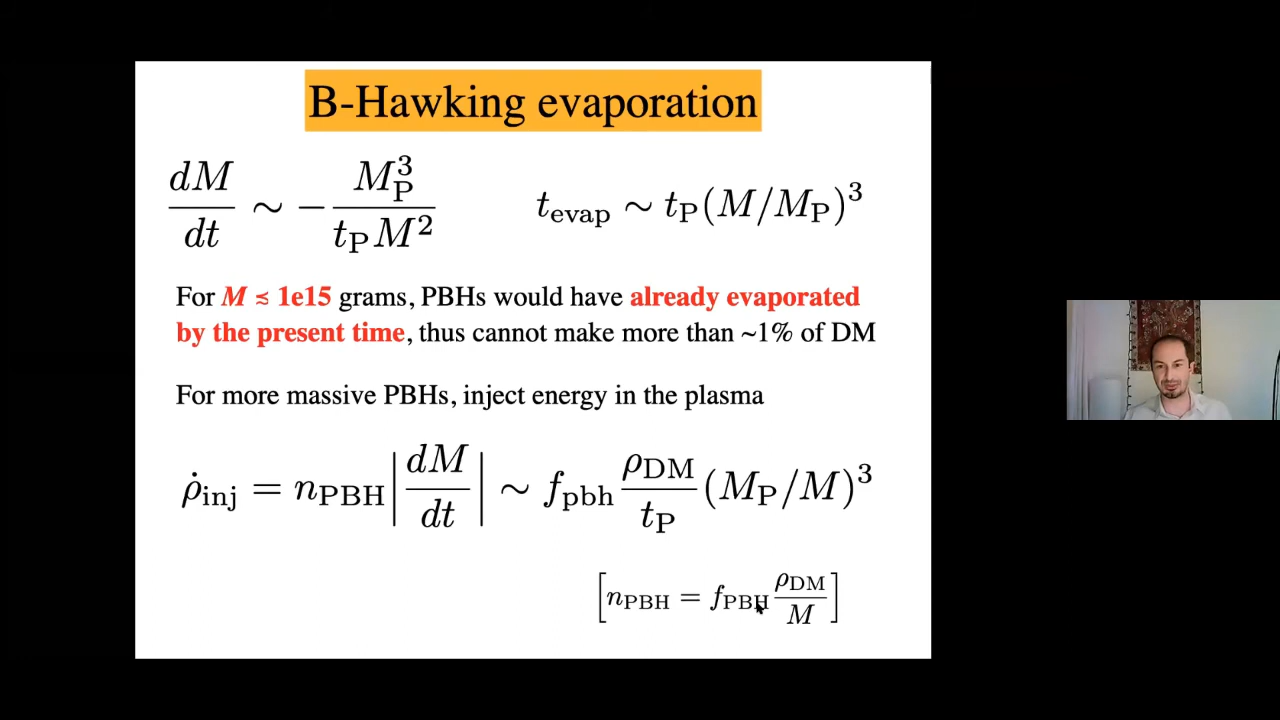 B-Hawking evaporation
dM/dt ∼ −M_P^3/(t_P M^2)    t_evap ∼ t_P(M/M_P)^3
For M ≲ 1e15 grams, PBHs would have already evaporated
by the present time, thus cannot make more than ~1% of DM
For more massive PBHs, inject energy in the plasma
ρ̇_inj = n_PBH |dM/dt| ∼ f_pbh ρ_DM/t_P (M_P/M)^3
[n_PBH = f_PBH ρ_DM/M]